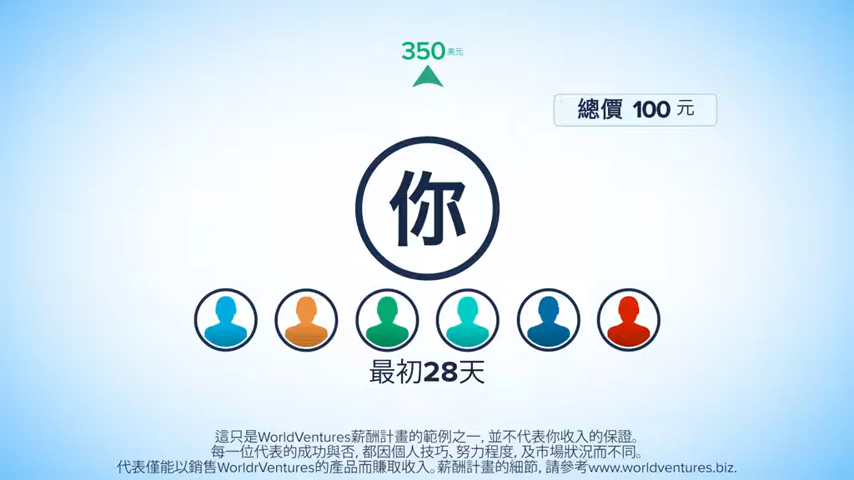 350美元
總價 100 元
你
最初28天
這只是WorldVentures薪酬計畫的範例之一, 並不代表你收入的保證。
每一位代表的成功與否, 都因個人技巧、努力程度, 及市場狀況而不同。
代表僅能以銷售WorldrVentures的產品而賺取收入。薪酬計畫的細節, 請參考www.worldventures.biz.